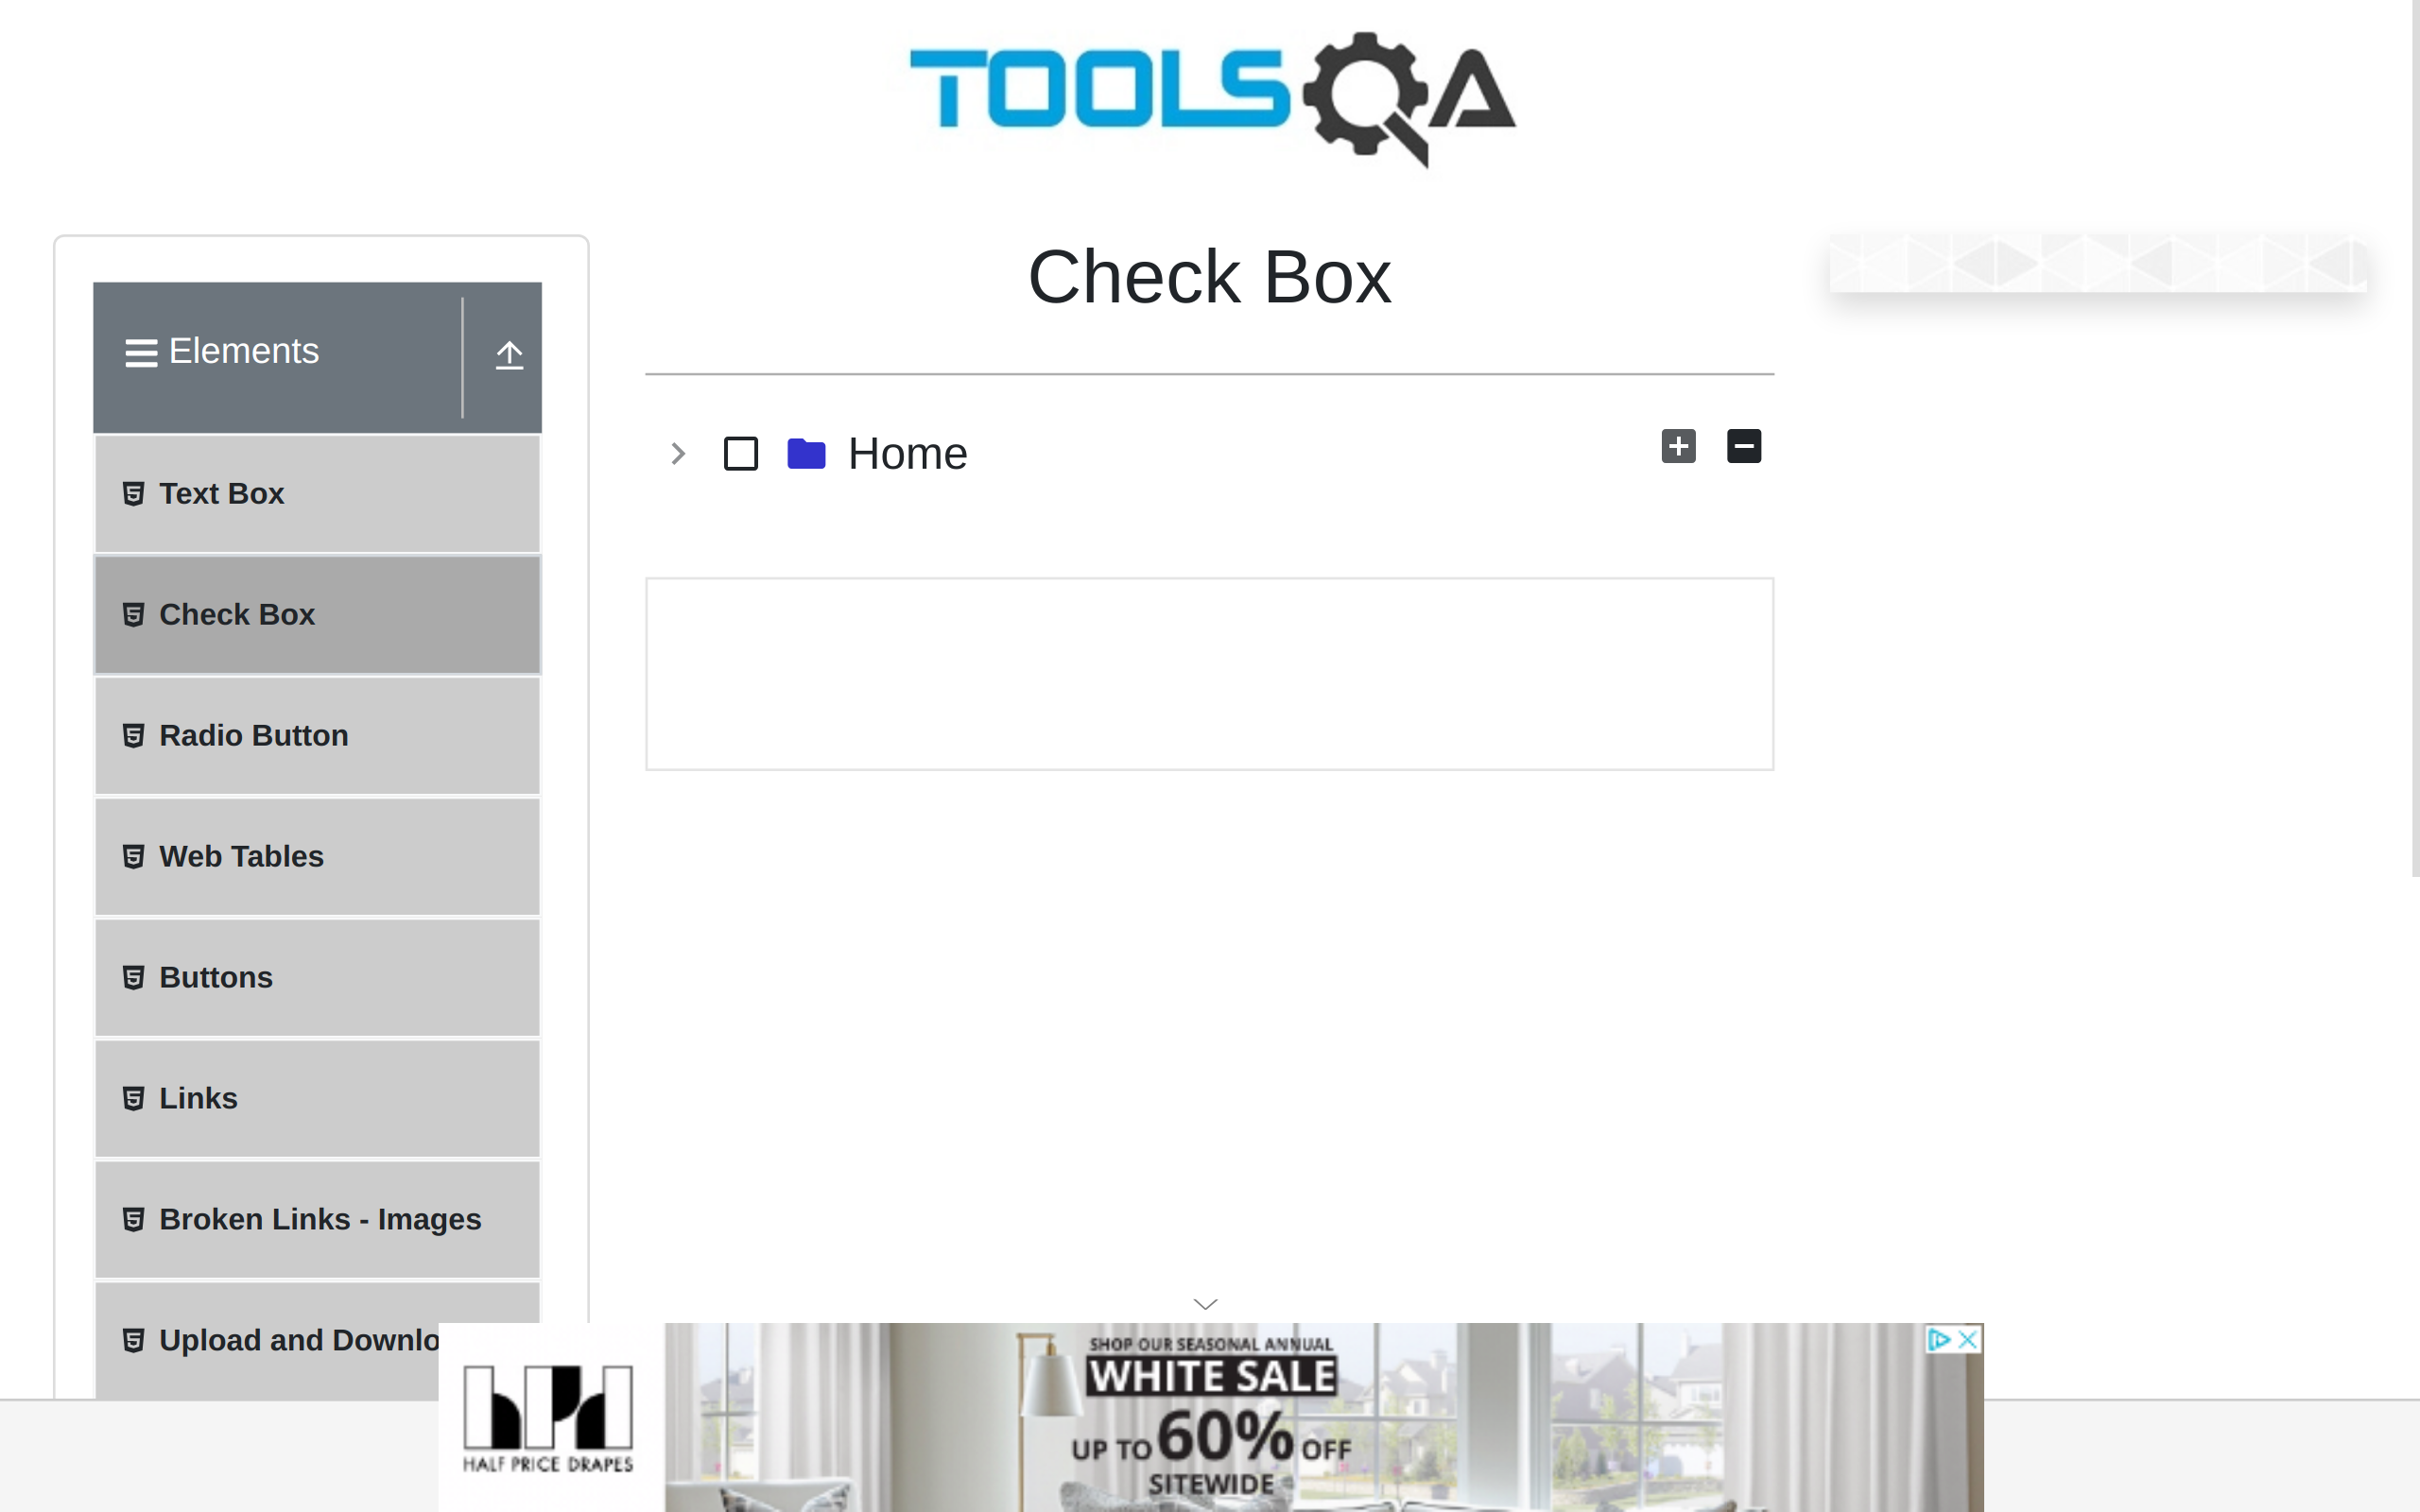 TOOLSQA
Check Box
Elements
Home
Text Box
Check Box
Radio Button
Web Tables
Buttons
Links
Broken Links - Images
Upload and Downlo
SHOP OUR SEASONAL ANNUAL
WHITE SALE
UP TO 60% OFF
SITEWIDE
hpd
HALF PRICE DRAPES